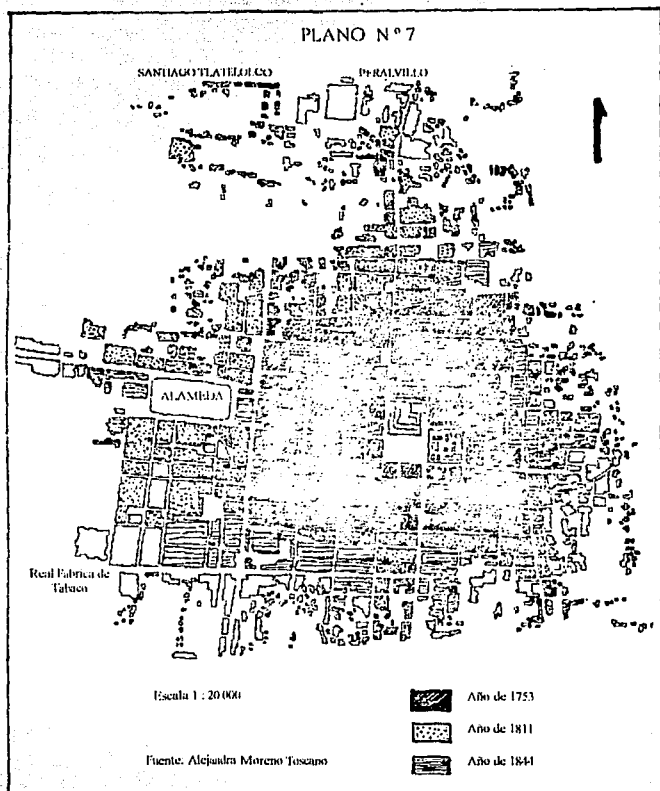 PLANO Nº 7
SANTIAGO TLATELOLCO
PERALVILLO
ALAMEDA
Real Fabrica de
Tabaco
Escala 1 : 20 000
Año de 1753
Año de 1811
Fuente. Alejandra Moreno Toscano
Año de 1844